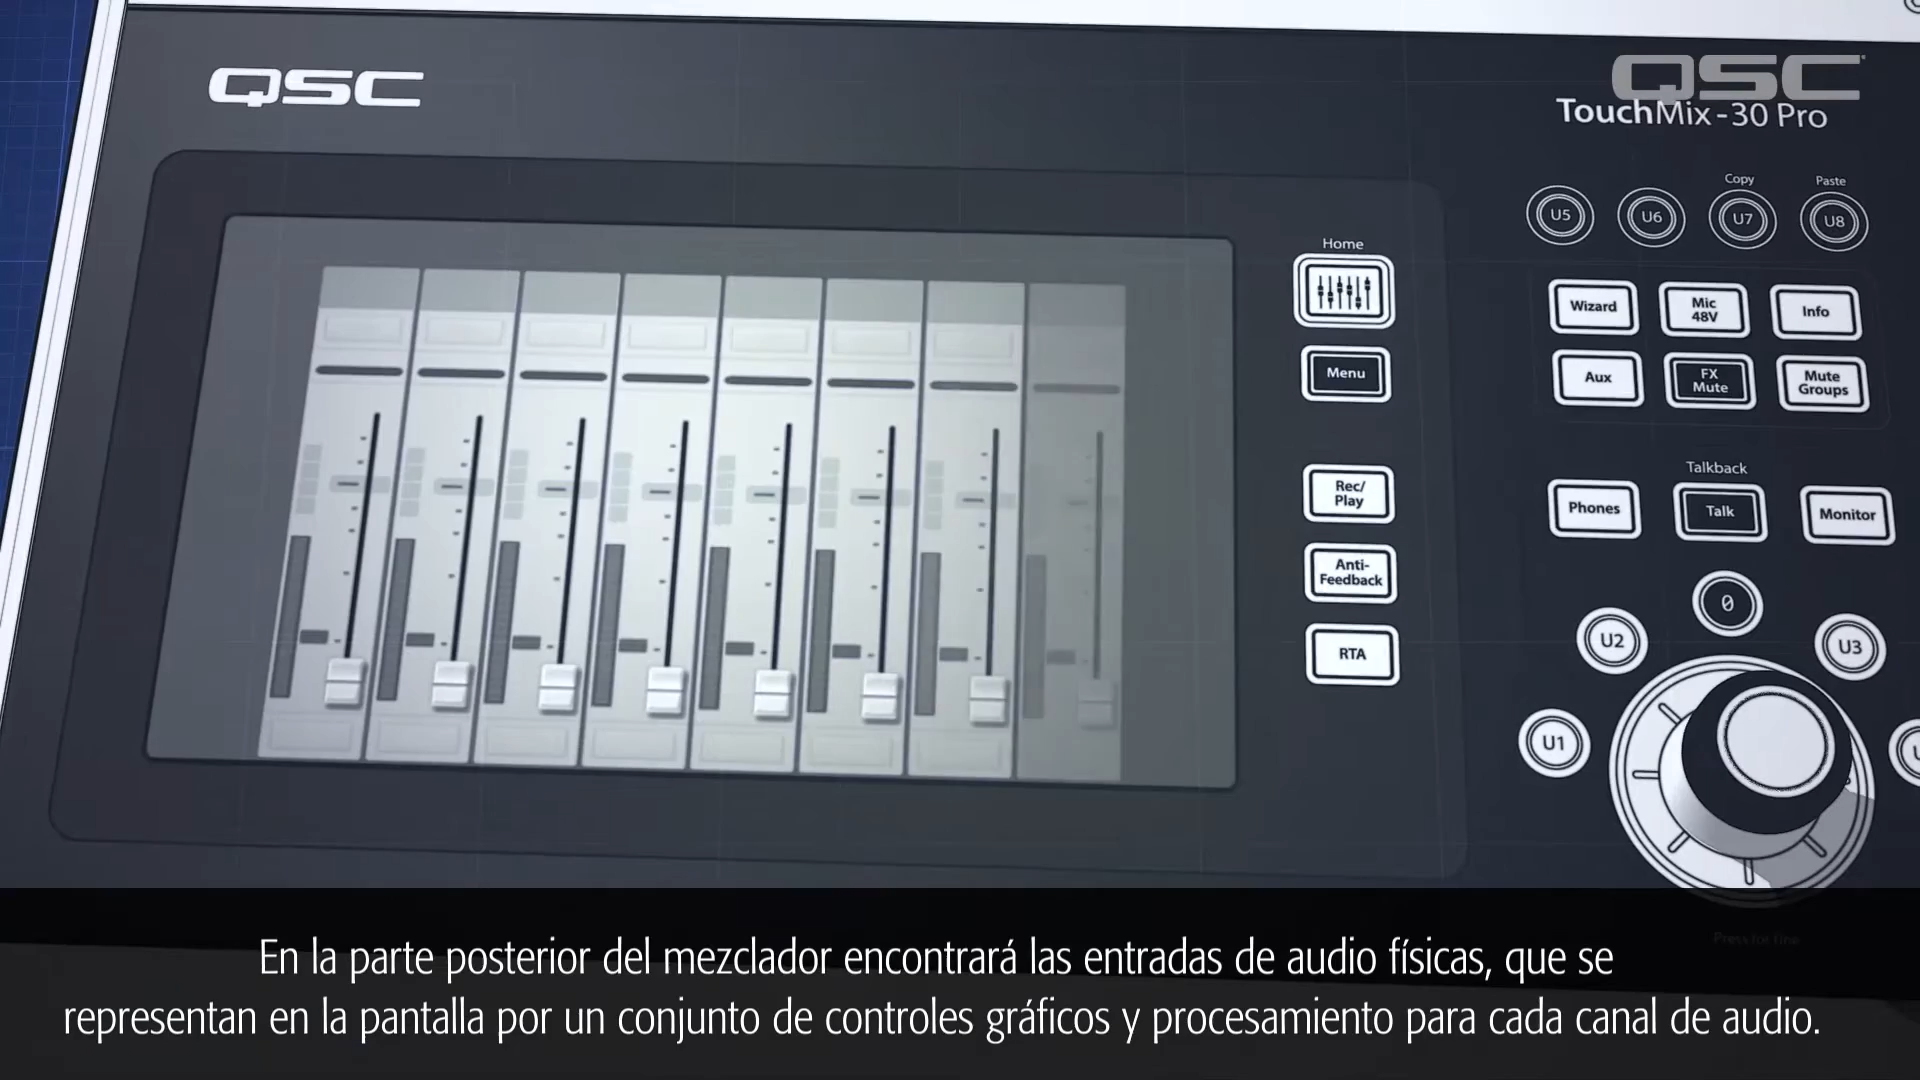 QSC
QSC
TouchMix-30 Pro
Copy
Paste
U5
U6
U7
U8
Home
Wizard
Mic
48V
Info
Menu
Aux
FX
Mute
Mute
Groups
Talkback
Rec/
Play
Phones
Talk
Monitor
Anti-
Feedback
0
U2
U3
RTA
U1
Press for Fine
En la parte posterior del mezclador encontrará las entradas de audio físicas, que se
representan en la pantalla por un conjunto de controles gráficos y procesamiento para cada canal de audio.